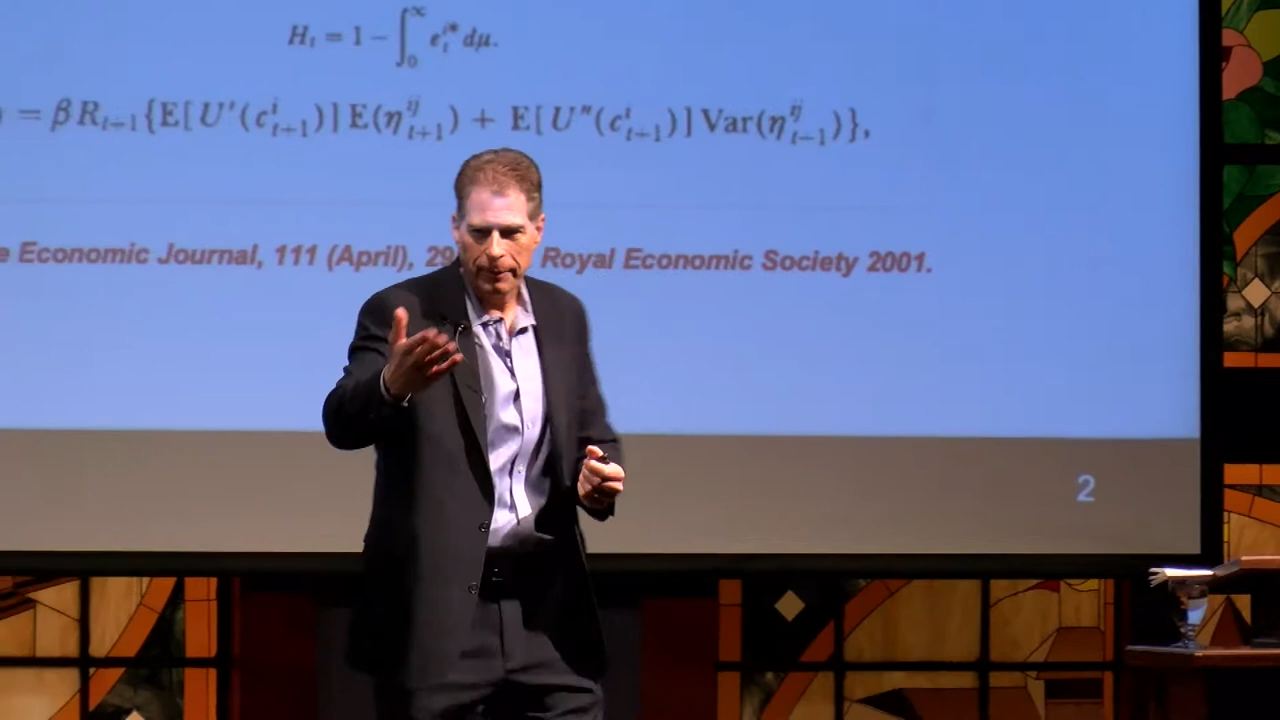 H_t = 1 − ∫_0^∞ e_t^{i*} dμ.
) = βR_{t+1}{E[U′(c^i_{t+1})]E(η^{ij}_{t+1}) + E[U″(c^i_{t+1})]Var(η^{ij}_{t+1})},
e Economic Journal, 111 (April), 29 Royal Economic Society 2001.
2